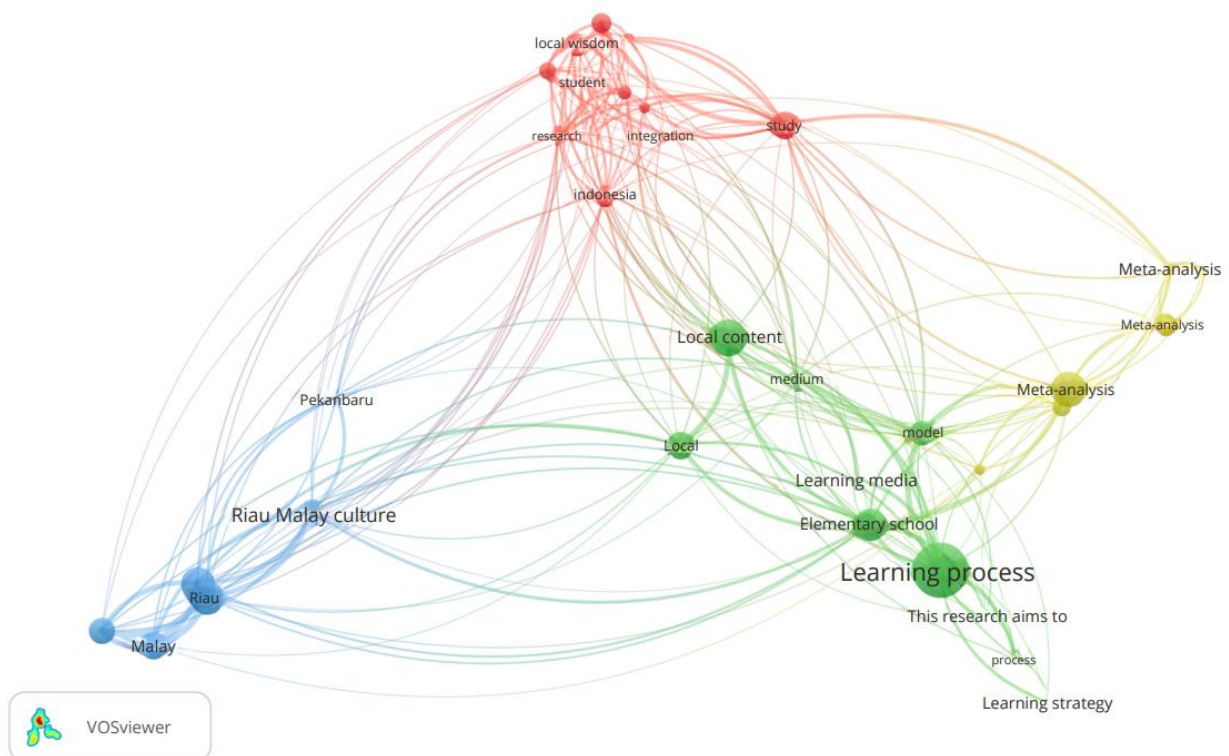 local wisdom
student
research
integration
study
indonesia
Meta-analysis
Meta-analysis
Local content
medium
Meta-analysis
Pekanbaru
model
Local
Learning media
Riau Malay culture
Elementary school
Learning process
Riau
This research aims to
Malay
process
Learning strategy
VOSviewer